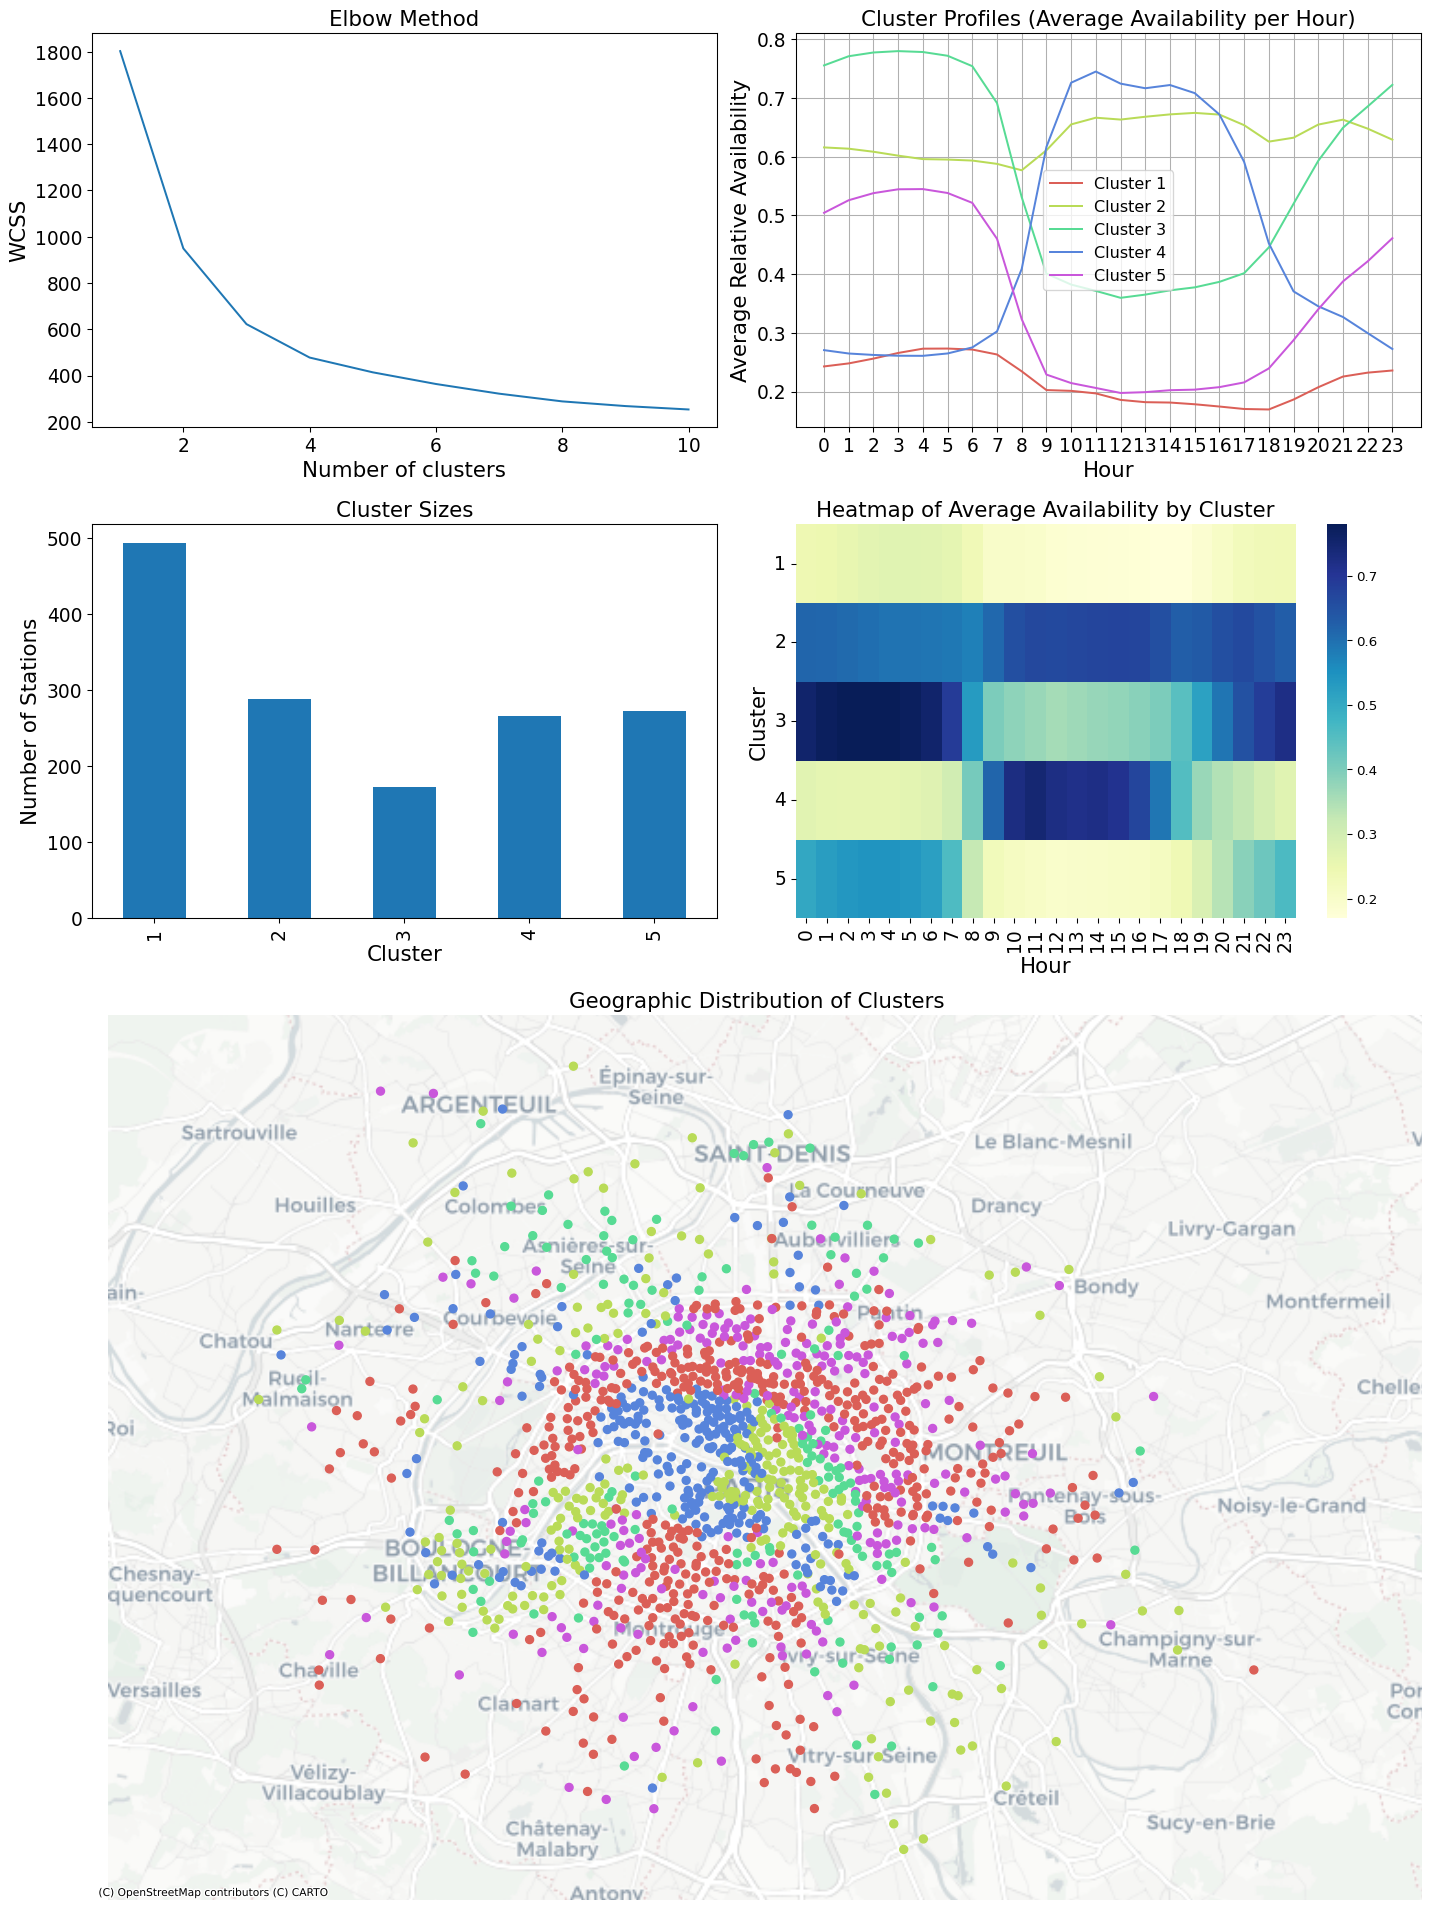 Elbow Method
1800
1600
1400
1200
1000
800
600
400
200
WCSS
2 4 6 8 10
Number of clusters
Cluster Profiles (Average Availability per Hour)
0.8
0.7
0.6
0.5
0.4
0.3
0.2
Average Relative Availability
Cluster 1
Cluster 2
Cluster 3
Cluster 4
Cluster 5
0 1 2 3 4 5 6 7 8 9 10 11 12 13 14 15 16 17 18 19 20 21 22 23
Hour
Cluster Sizes
500
400
300
200
100
0
Number of Stations
1 2 3 4 5
Cluster
Heatmap of Average Availability by Cluster
1
2
3
4
5
Cluster
0 1 2 3 4 5 6 7 8 9 10 11 12 13 14 15 16 17 18 19 20 21 22 23
Hour
0.7
0.6
0.5
0.4
0.3
0.2
Geographic Distribution of Clusters
Épinay-sur-
Seine
ARGENTEUIL
Sartrouville
SAINT-DENIS
Le Blanc-Mesnil
La Courneuve
Houilles
Colombes
Drancy
Livry-Gargan
Aubervilliers
Asnières-sur-
Seine
Bondy
ain-
Montfermeil
Pantin
Courbevoie
Nanterre
Chatou
Rueil-
Malmaison
Chelle
Roi
MONTREUIL
PARIS
Fontenay-sous-
Bois
Noisy-le-Grand
BOULOGNE-
BILLANCOURT
Chesnay-
quencourt
Montrouge
Ivry-sur-Seine
Champigny-sur-
Marne
Chaville
Versailles
Clamart
Pon
Con
Vitry-sur-Seine
Vélizy-
Villacoublay
Créteil
Sucy-en-Brie
Châtenay-
Malabry
Antony
(C) OpenStreetMap contributors (C) CARTO